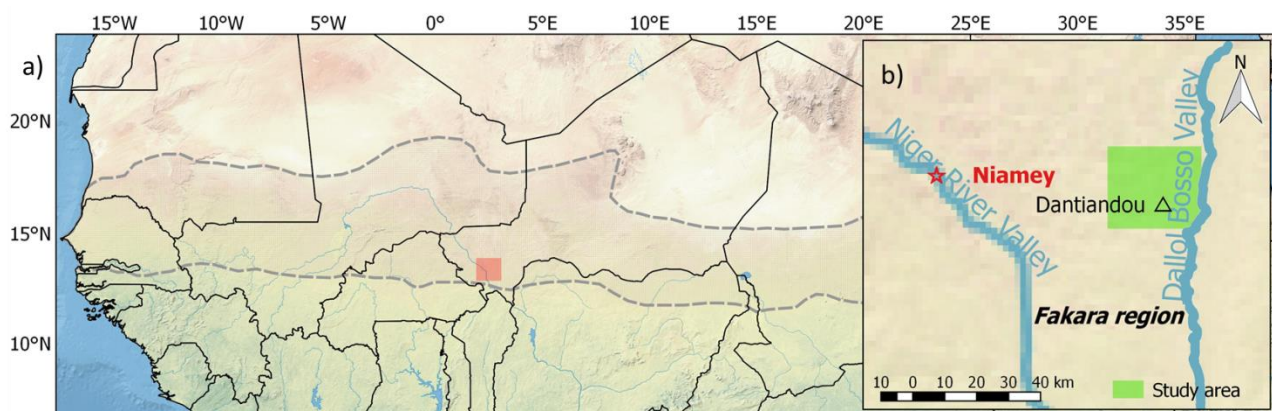 15°W 10°W 5°W 0° 5°E 10°E 15°E 20°E 25°E 30°E 35°E
a)
20°N
15°N
10°N
b)
N
Niger River Valley
Niamey
Dantiandou
Dallol Bosso Valley
Fakara region
10 0 10 20 30 40 km
Study area